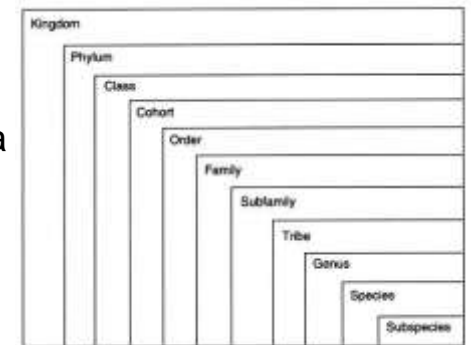 Kingdom
Phylum
Class
Cohort
a
Order
Family
Subfamily
Tribe
Genus
Species
Subspecies